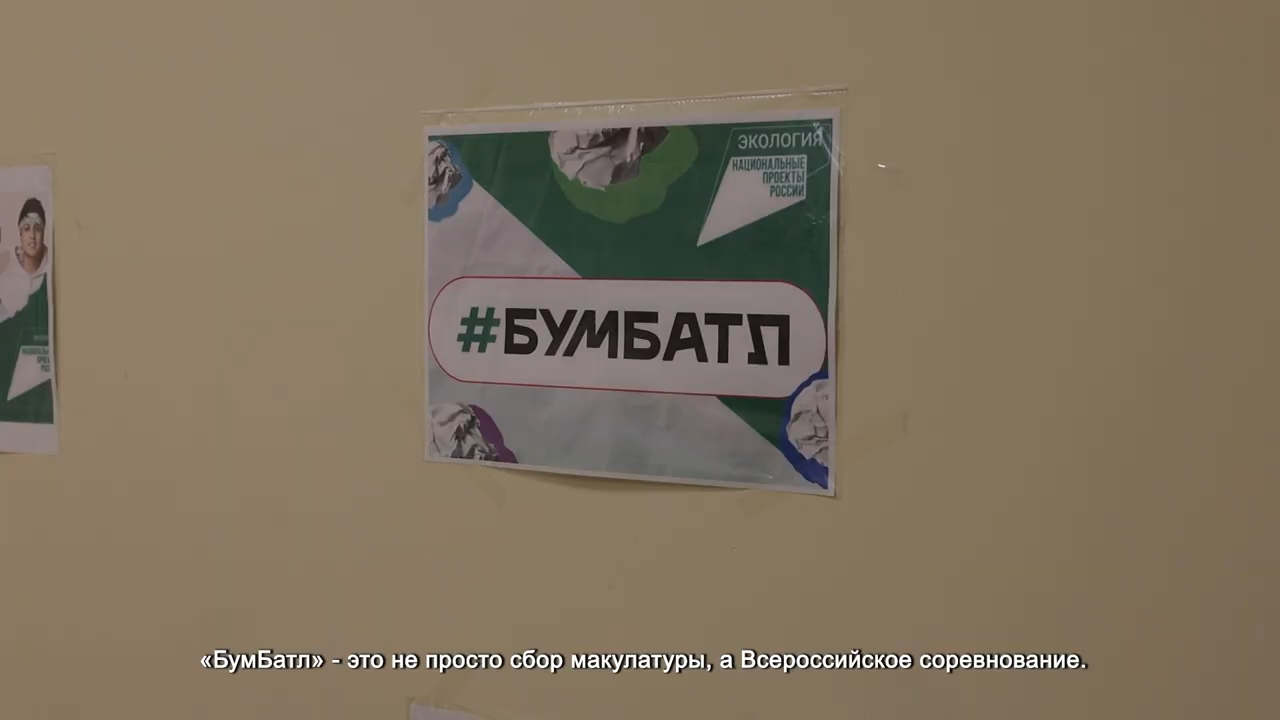 ЭКОЛОГИЯ
НАЦИОНАЛЬНЫЕ
ПРОЕКТЫ
РОССИИ
#БУМБАТЛ
«БумБатл» - это не просто сбор макулатуры, а Всероссийское соревнование.